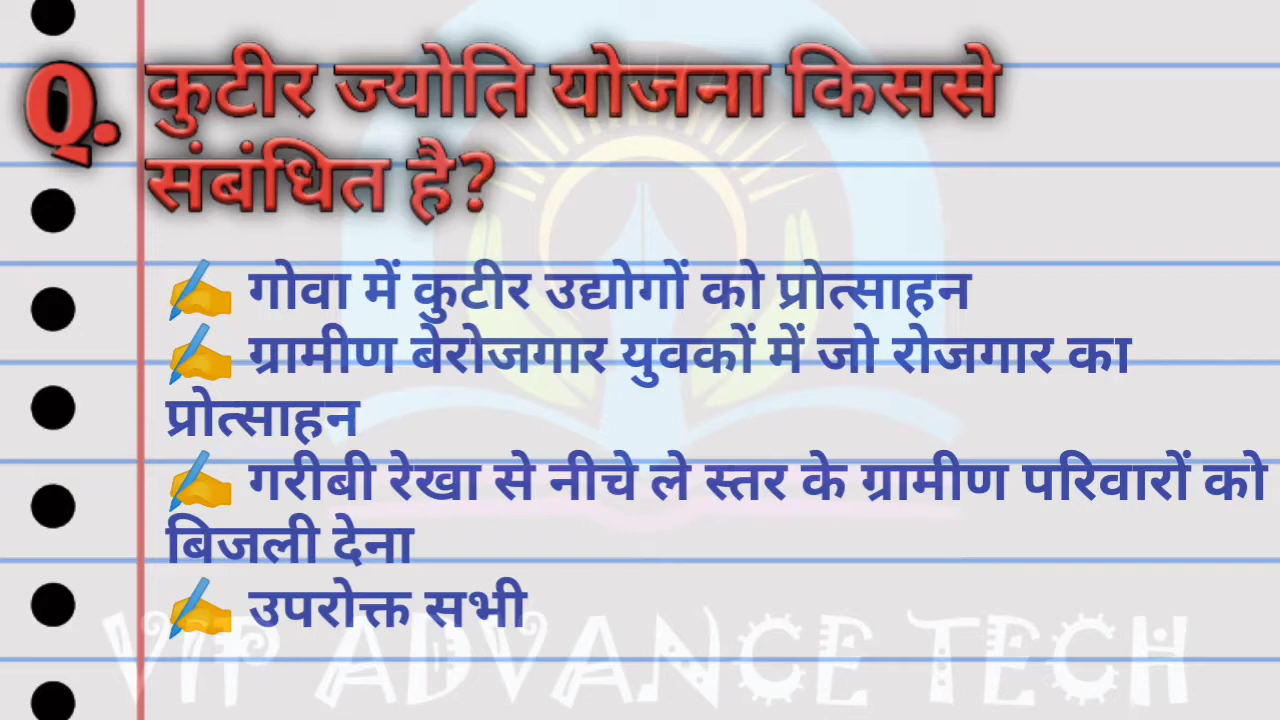 Q. कुटीर ज्योति योजना किससे
संबंधित है?
✍ गोवा में कुटीर उद्योगों को प्रोत्साहन
✍ ग्रामीण बेरोजगार युवकों में जो रोजगार का
प्रोत्साहन
✍ गरीबी रेखा से नीचे ले स्तर के ग्रामीण परिवारों को
बिजली देना
✍ उपरोक्त सभी
VIP ADVANCE TECH